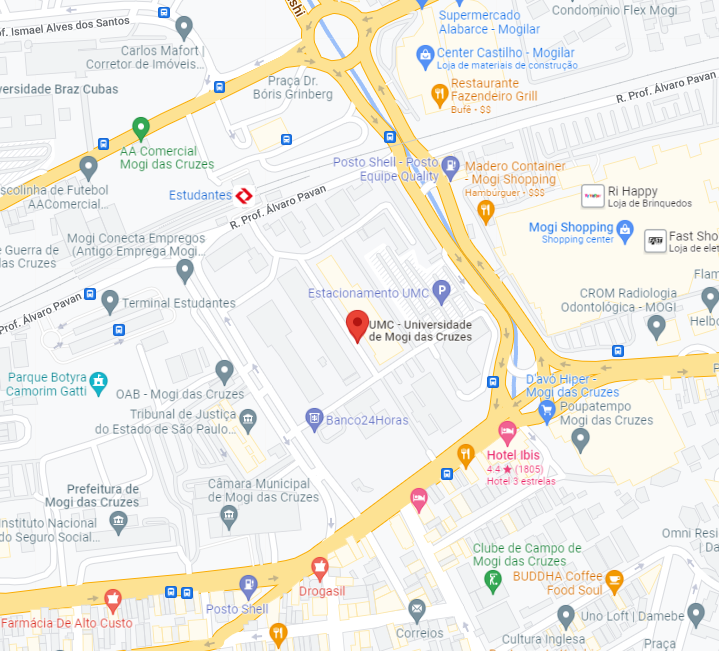 of. Ismael Alves dos Santos
shi
Supermercado
Alabarce - Mogilar
Condomínio Flex Mogi
Carlos Mafort |
Corretor de Imóveis...
Center Castilho - Mogilar
Loja de materiais de construção
versidade Braz Cubas
Praça Dr.
Bóris Grinberg
Restaurante
Fazendeiro Grill
Bufê - $$
R. Prof. Álvaro Pavan
AA Comercial
Mogi das Cruzes
Posto Shell - Posto
Equipe Quality
Madero Container
- Mogi Shopping
Hambúrguer - $$$
scolinha de Futebol
AAComercial...
Estudantes
R. Prof. Álvaro Pavan
Ri Happy
Loja de Brinquedos
Mogi Shopping
Shopping center
FAST
Fast Sho
Loja de elet
e Guerra de
das Cruzes
Mogi Conecta Empregos
(Antigo Emprega Mogi...
Estacionamento UMC
P
CROM Radiologia
Odontológica - MOGI
Flam
Helbo
Prof. Álvaro Pavan
Terminal Estudantes
UMC - Universidade
de Mogi das Cruzes
Parque Botyra
Camorim Gatti
OAB - Mogi das Cruzes
D'avó Hiper -
Mogi das Cruzes
Poupatempo
Mogi das Cruzes
Tribunal de Justiça
do Estado de São Paulo...
Banco24Horas
Hotel Ibis
4.4 ★ (1805)
Hotel 3 estrelas
Prefeitura de
Mogi das Cruzes
Câmara Municipal
de Mogi das Cruzes
Instituto Nacional
do Seguro Social...
Omni Resi
Da
Clube de Campo de
Mogi das Cruzes
BUDDHA Coffee
Food Soul
Drogasil
Posto Shell
Farmácia De Alto Custo
Correios
Uno Loft | Damebe
Cultura Inglesa
Praça